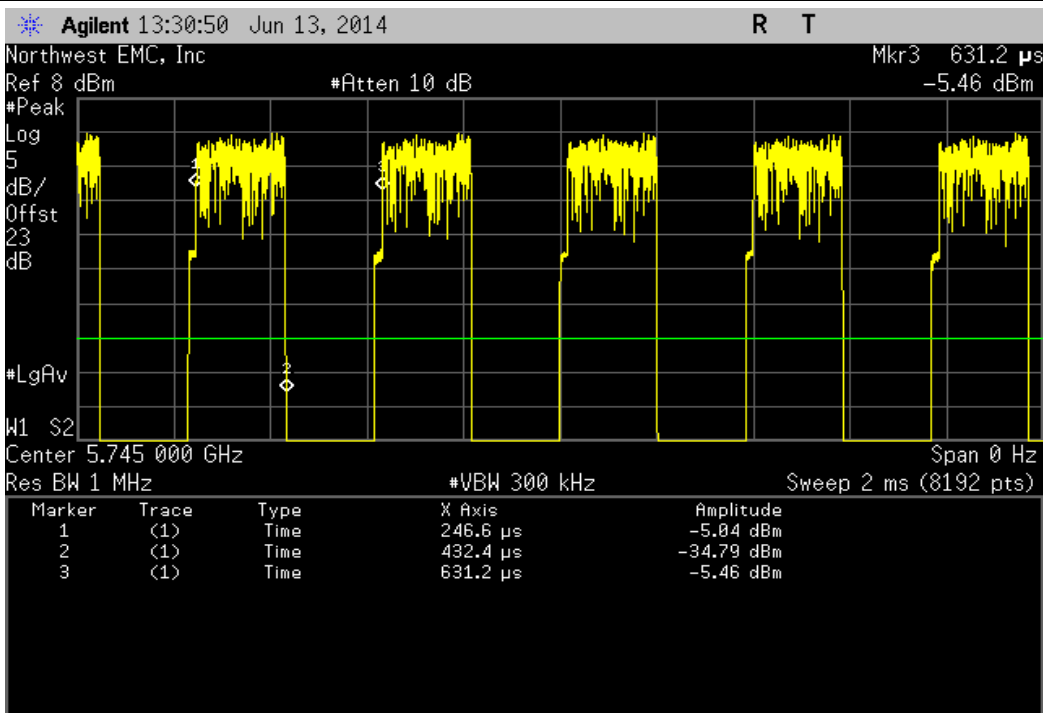 Agilent 13:30:50 Jun 13, 2014 R T
Northwest EMC, Inc Mkr3 631.2 µs
Ref 8 dBm #Atten 10 dB -5.46 dBm
#Peak
Log
5
dB/
Offst
23
dB
1
3
2
#LgAv
W1 S2
Center 5.745 000 GHz Span 0 Hz
Res BW 1 MHz #VBW 300 kHz Sweep 2 ms (8192 pts)
Marker Trace Type X Axis Amplitude
1 (1) Time 246.6 µs -5.04 dBm
2 (1) Time 432.4 µs -34.79 dBm
3 (1) Time 631.2 µs -5.46 dBm